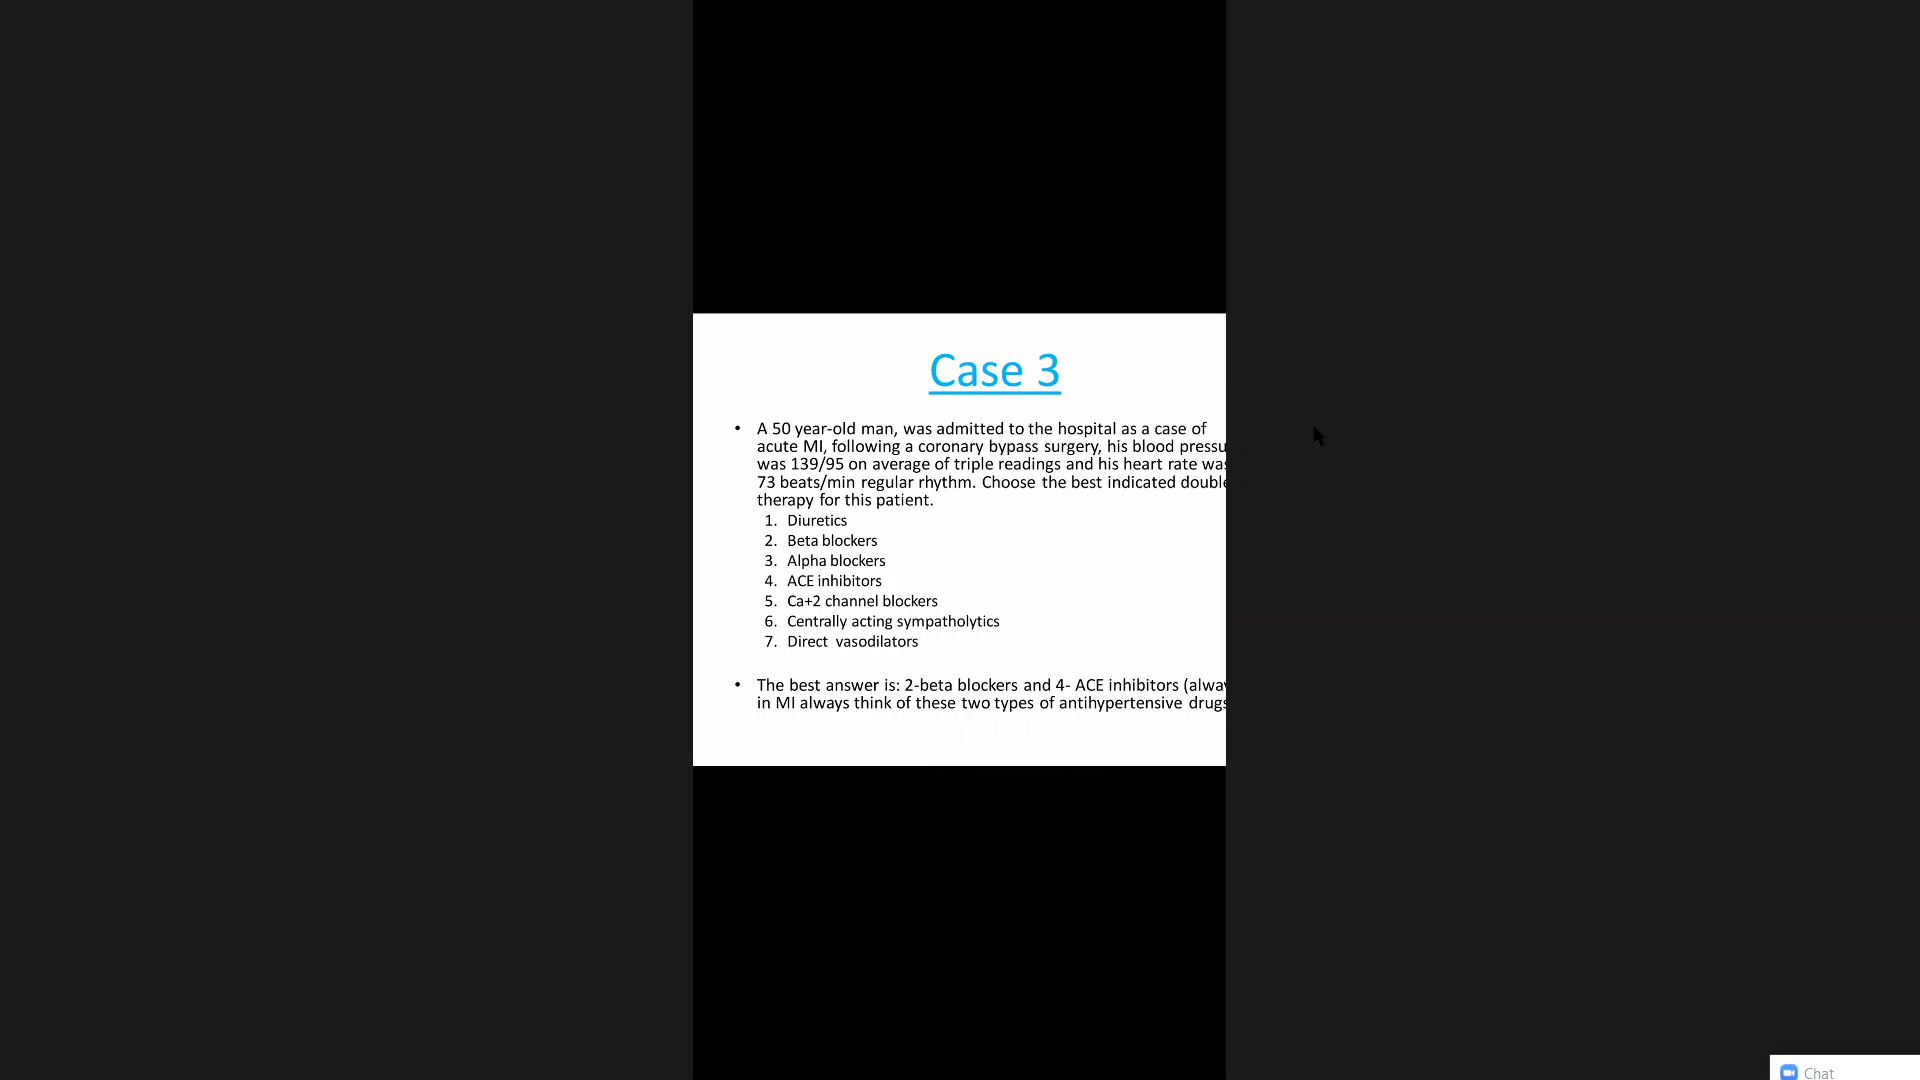 Case 3
• A 50 year-old man, was admitted to the hospital as a case of
acute MI, following a coronary bypass surgery, his blood pressu
was 139/95 on average of triple readings and his heart rate was
73 beats/min regular rhythm. Choose the best indicated double
therapy for this patient.
1. Diuretics
2. Beta blockers
3. Alpha blockers
4. ACE inhibitors
5. Ca+2 channel blockers
6. Centrally acting sympatholytics
7. Direct vasodilators
• The best answer is: 2-beta blockers and 4- ACE inhibitors (alway
in MI always think of these two types of antihypertensive drugs
Chat